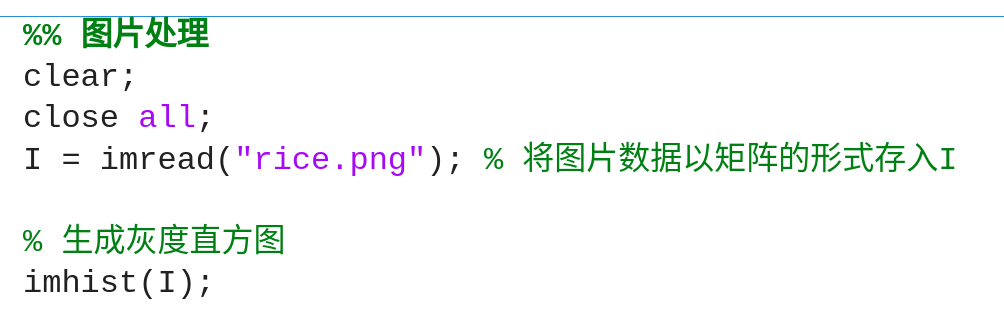 %% 图片处理
clear;
close all;
I = imread("rice.png"); % 将图片数据以矩阵的形式存入I
% 生成灰度直方图
imhist(I);